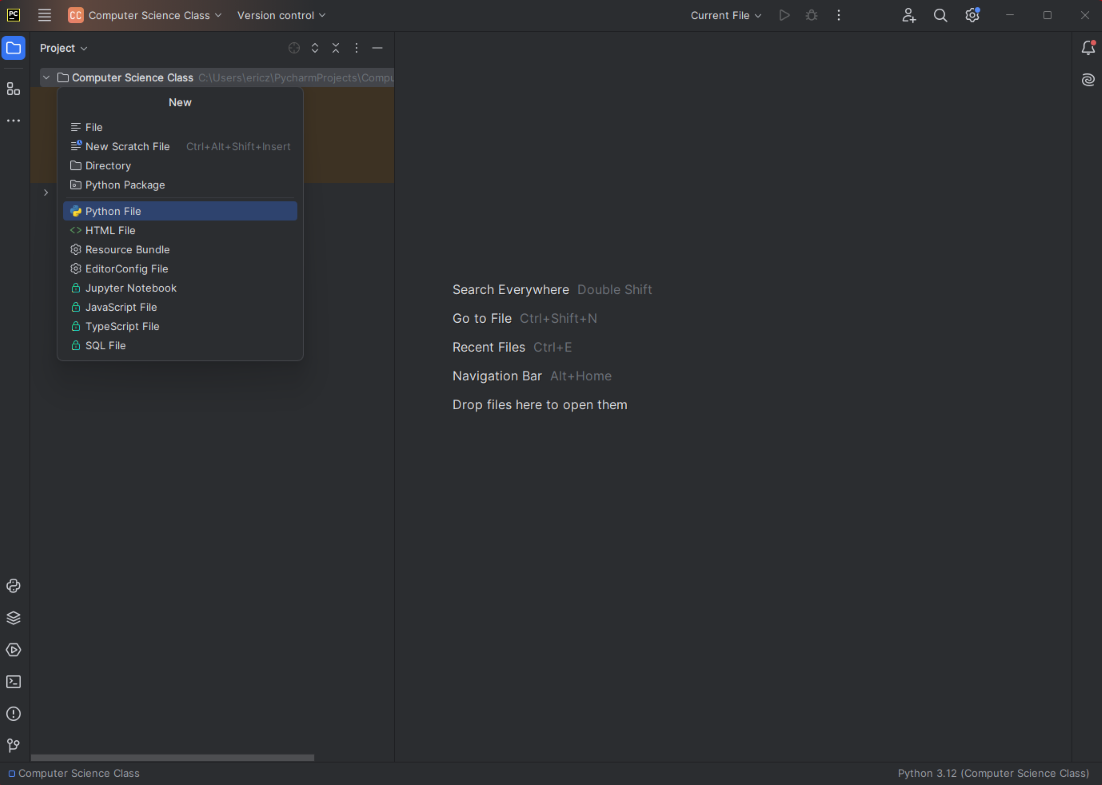 PC CC Computer Science Class Version control Current File
Project
Computer Science Class C:\Users\ericz\PycharmProjects\Compu
New
File
New Scratch File Ctrl+Alt+Shift+Insert
Directory
Python Package
Python File
HTML File
Resource Bundle
EditorConfig File
Jupyter Notebook
JavaScript File
TypeScript File
SQL File
Search Everywhere Double Shift
Go to File Ctrl+Shift+N
Recent Files Ctrl+E
Navigation Bar Alt+Home
Drop files here to open them
Computer Science Class Python 3.12 (Computer Science Class)